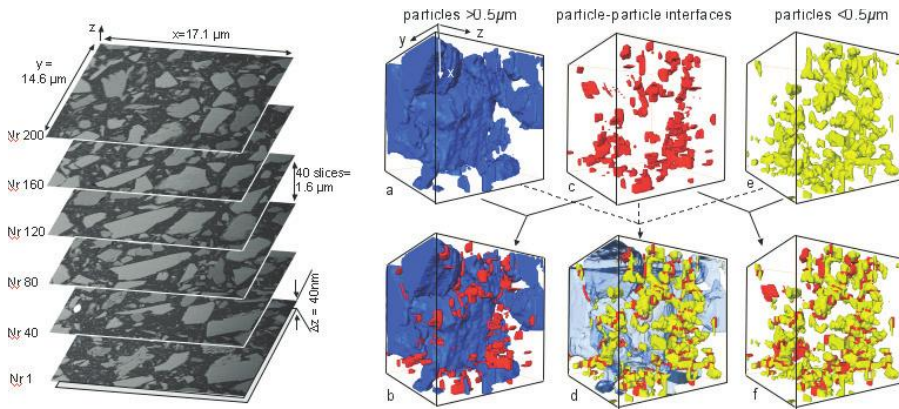 z
x=17.1 µm
y =
14.6 µm
Nr 200
Nr 160
40 slices=
1.6 µm
Nr 120
Nr 80
Δz = 40nm
Nr 40
Nr 1
particles >0.5µm
particle-particle interfaces
particles <0.5µm
y
z
x
a
c
e
b
d
f